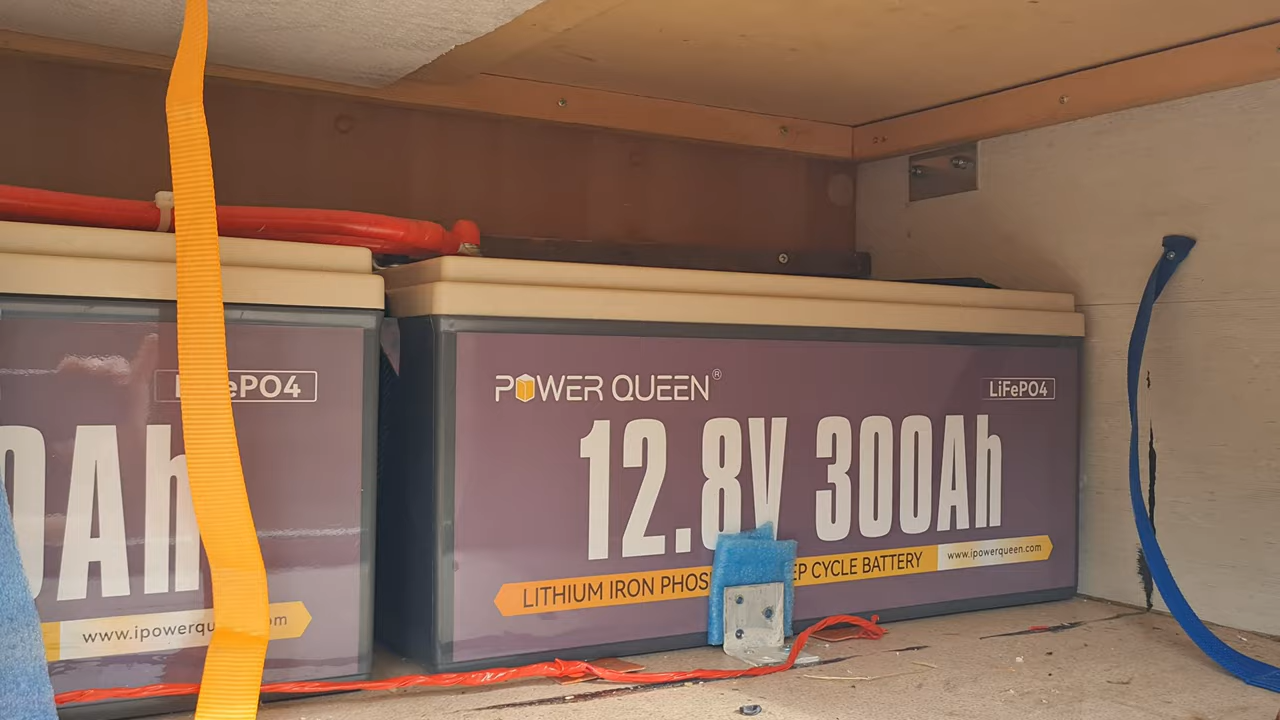 ePO4
0Ah
www.ipowerqu
om
POWER QUEEN®
LiFePO4
12.8V 300Ah
LITHIUM IRON PHOS EP CYCLE BATTERY
www.ipowerqueen.com